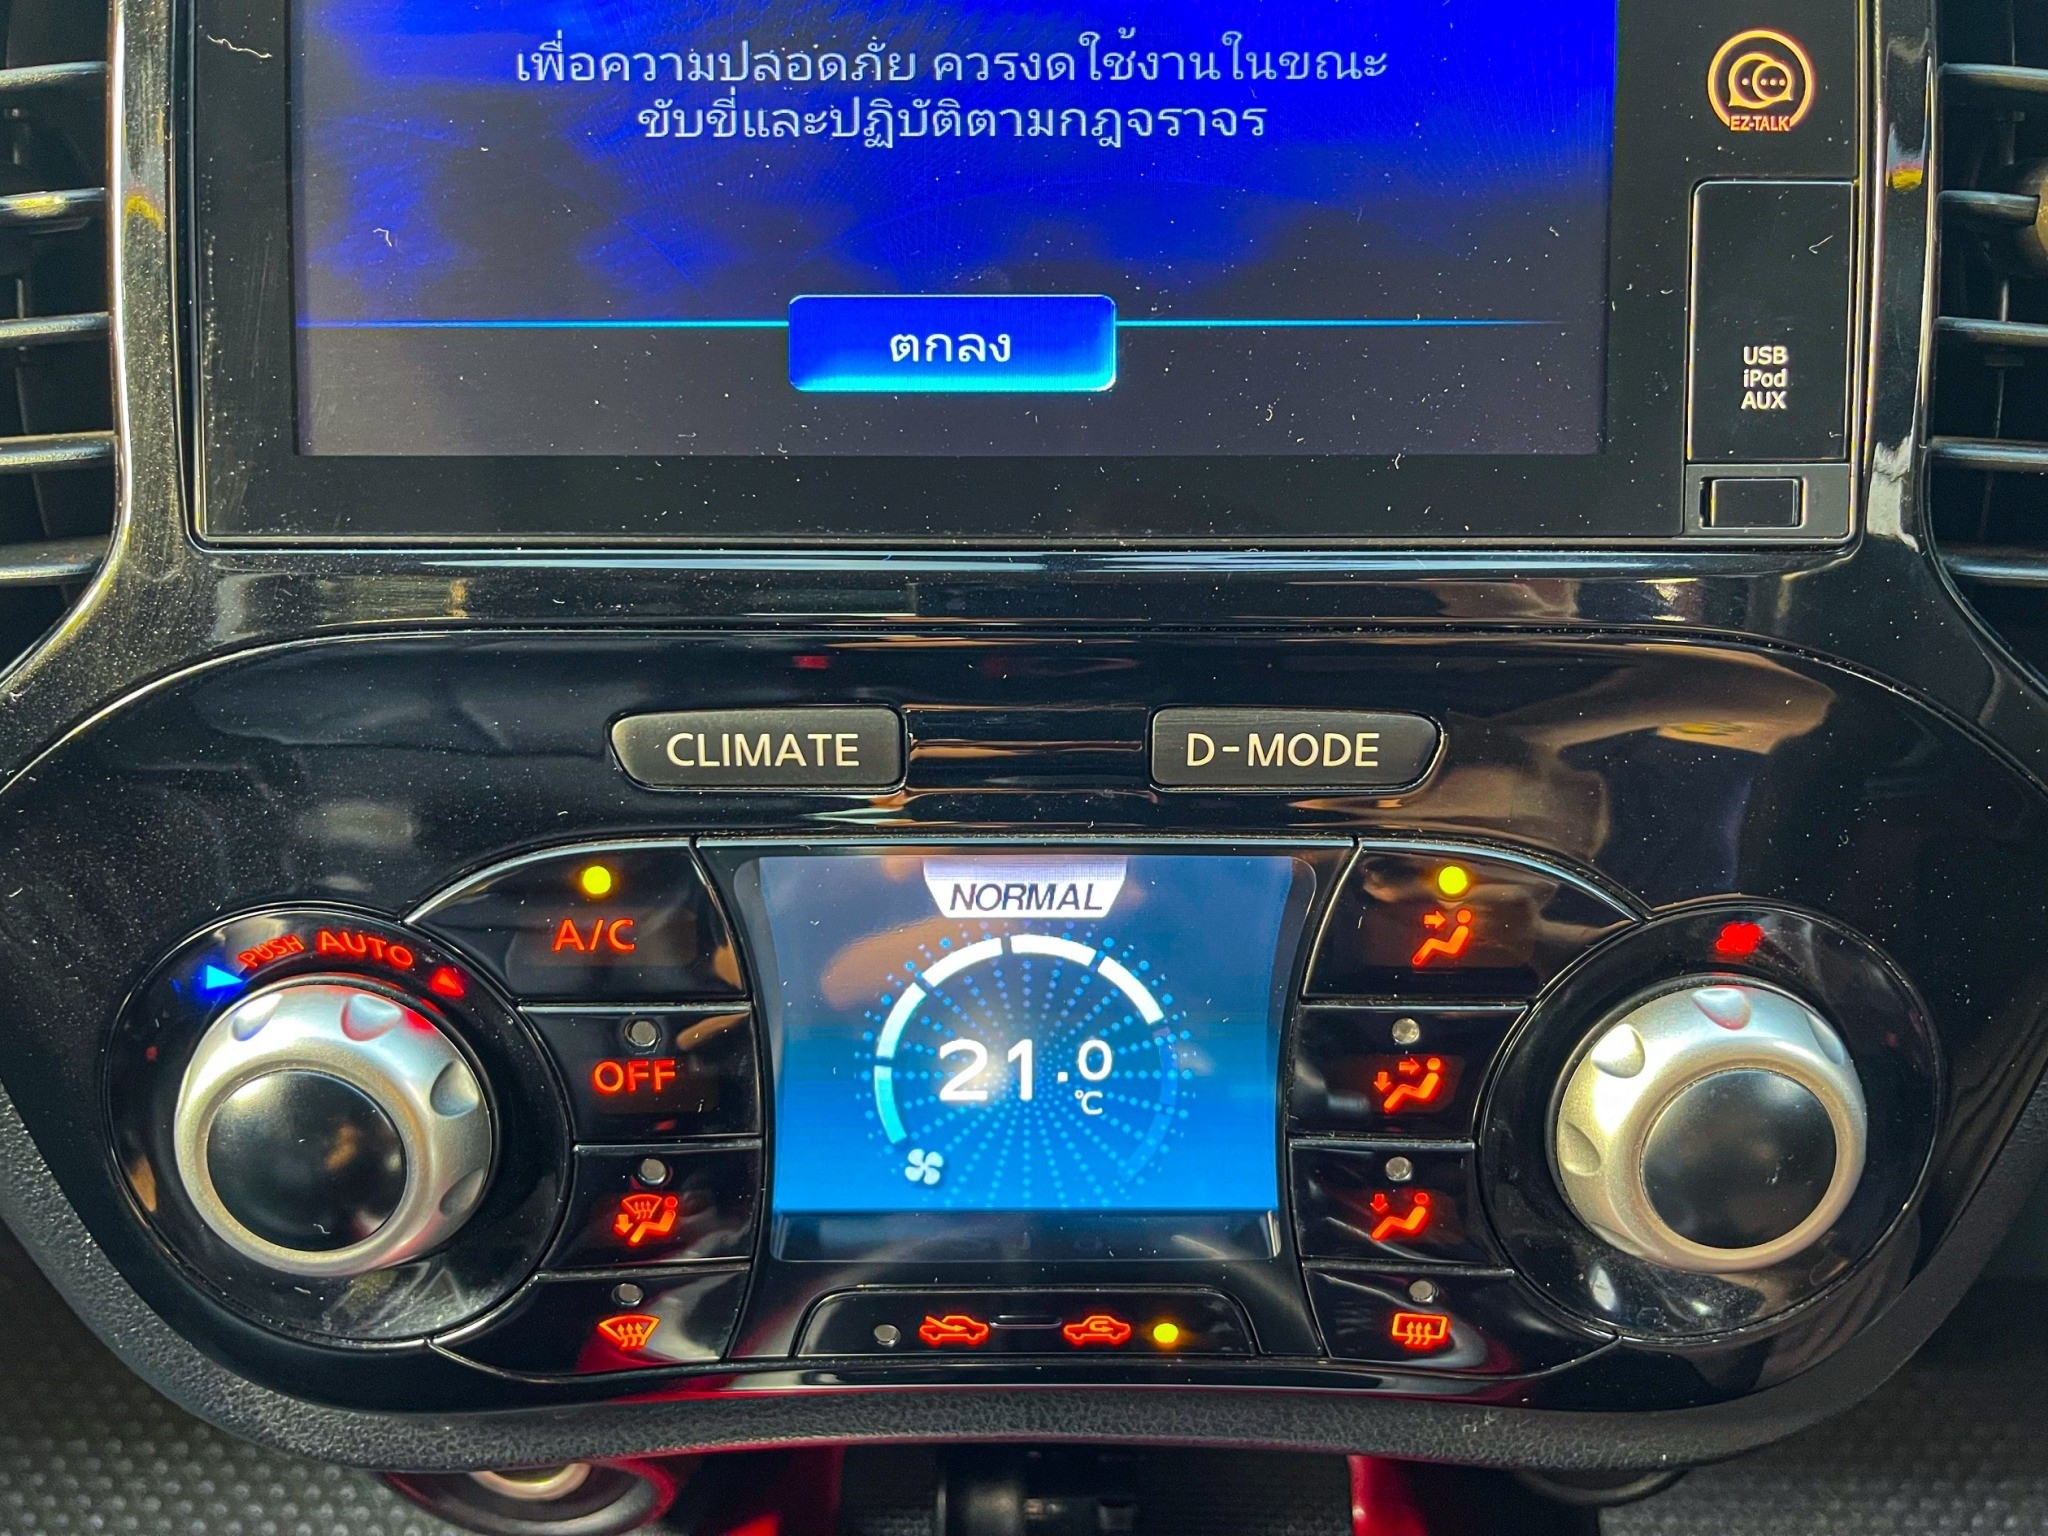 เพื่อความปลอดภัย ควรงดใช้งานในขณะ
ขับขี่และปฏิบัติตามกฎจราจร
ตกลง
EZ-TALK
USB
iPod
AUX
CLIMATE
D-MODE
PUSH AUTO
A/C
OFF
NORMAL
21.0
°C